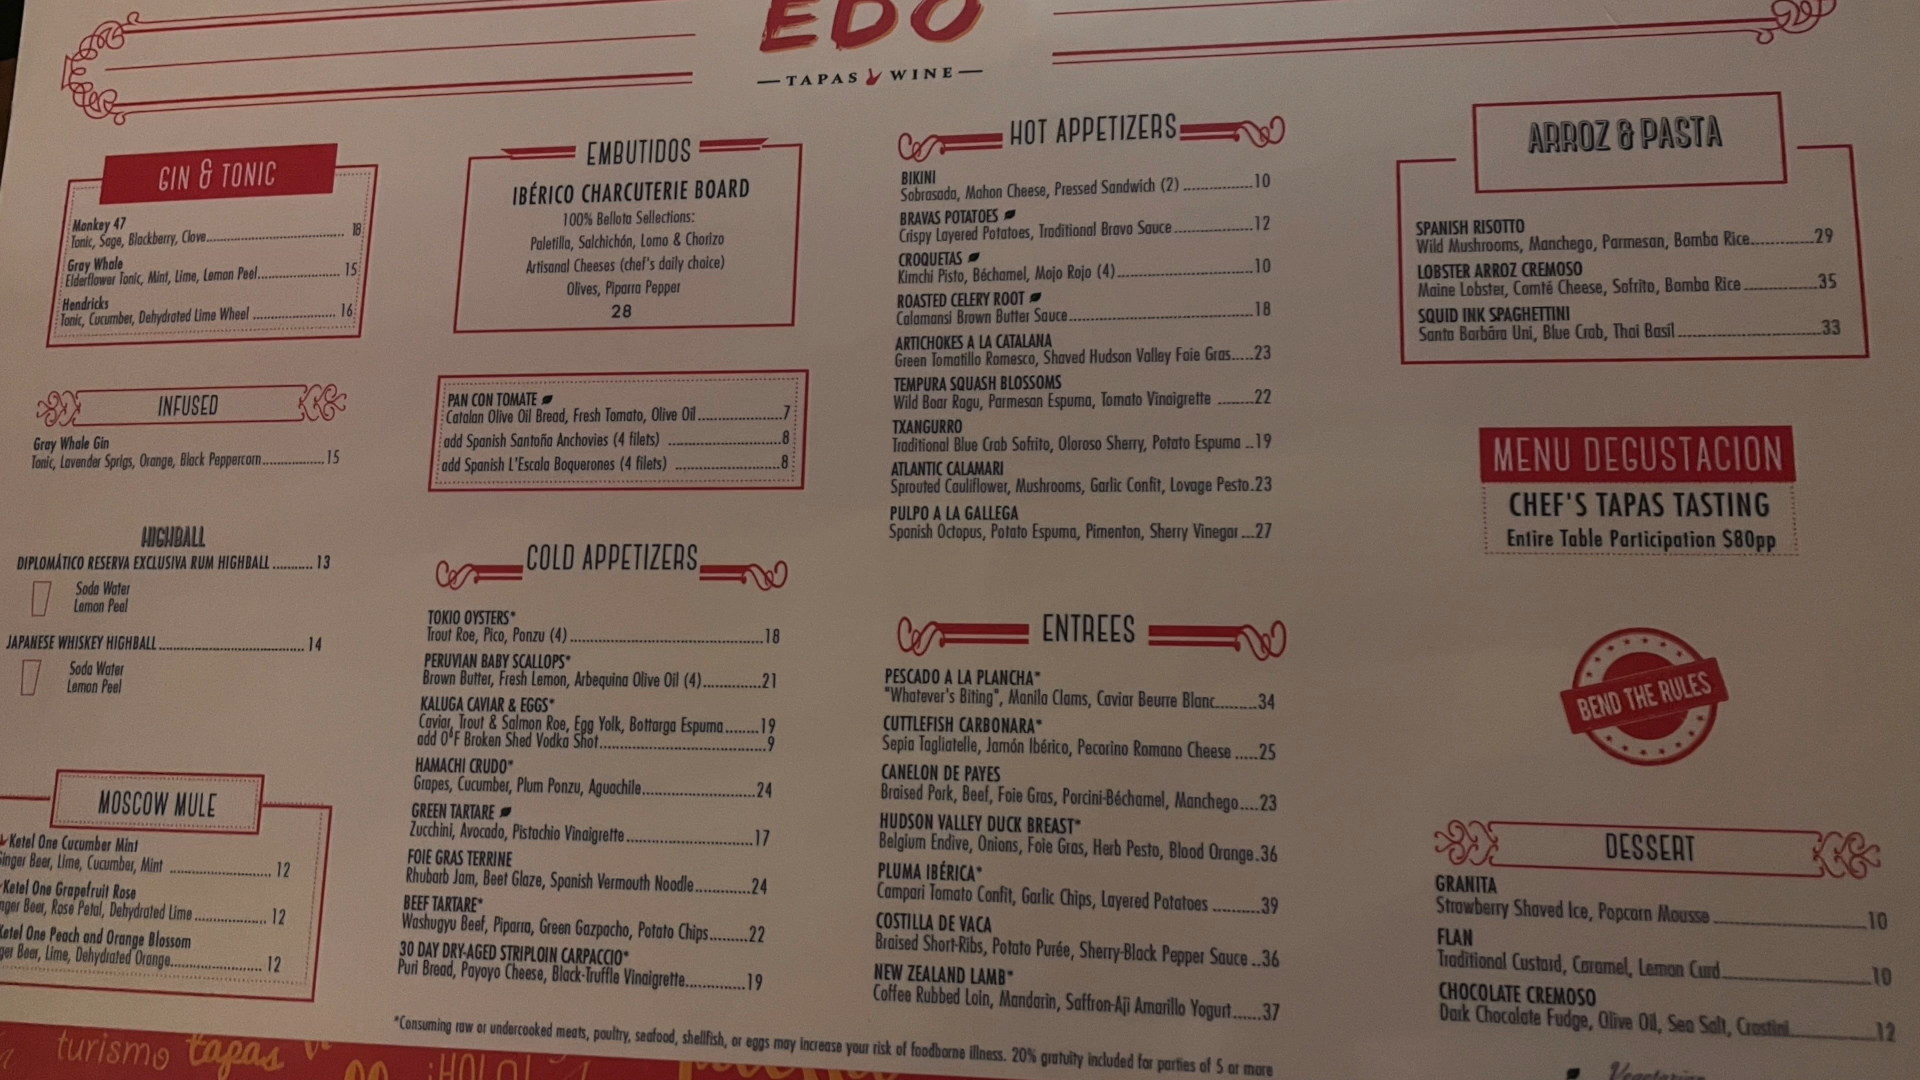 EDO
TAPAS WINE
GIN & TONIC
Monkey 47
Tonic, Sage, Blackberry, Clove 18
Gray Whale
Elderflower Tonic, Mint, Lime, Lemon Peel 15
Hendricks
Tonic, Cucumber, Dehydrated Lime Wheel 16
INFUSED
Gray Whale Gin
Tonic, Lavender Sprigs, Orange, Black Peppercorn 15
HIGHBALL
DIPLOMÁTICO RESERVA EXCLUSIVA RUM HIGHBALL 13
Soda Water
Lemon Peel
JAPANESE WHISKEY HIGHBALL 14
Soda Water
Lemon Peel
MOSCOW MULE
Ketel One Cucumber Mint
Ginger Beer, Lime, Cucumber, Mint 12
Ketel One Grapefruit Rose
nger Beer, Rose Petal, Dehydrated Lime 12
Ketel One Peach and Orange Blossom
ger Beer, Lime, Dehydrated Orange 12
EMBUTIDOS
IBÉRICO CHARCUTERIE BOARD
100% Bellota Sellections:
Paletilla, Salchichón, Lomo & Chorizo
Artisanal Cheeses (chef's daily choice)
Olives, Piparra Pepper
28
PAN CON TOMATE
Catalan Olive Oil Bread, Fresh Tomato, Olive Oil 7
add Spanish Santoña Anchovies (4 filets) 8
add Spanish L'Escala Boquerones (4 filets) 8
COLD APPETIZERS
TOKIO OYSTERS*
Trout Roe, Pico, Ponzu (4) 18
PERUVIAN BABY SCALLOPS*
Brown Butter, Fresh Lemon, Arbequina Olive Oil (4) 21
KALUGA CAVIAR & EGGS*
Caviar, Trout & Salmon Roe, Egg Yolk, Bottarga Espuma 19
add 0°F Broken Shed Vodka Shot 9
HAMACHI CRUDO*
Grapes, Cucumber, Plum Ponzu, Aguachile 24
GREEN TARTARE
Zucchini, Avocado, Pistachio Vinaigrette 17
FOIE GRAS TERRINE
Rhubarb Jam, Beet Glaze, Spanish Vermouth Noodle 24
BEEF TARTARE*
Washugyu Beef, Piparra, Green Gazpacho, Potato Chips 22
30 DAY DRY-AGED STRIPLOIN CARPACCIO*
Puri Bread, Payoyo Cheese, Black-Truffle Vinaigrette 19
HOT APPETIZERS
BIKINI
Sobrasada, Mahon Cheese, Pressed Sandwich (2) 10
BRAVAS POTATOES
Crispy Layered Potatoes, Traditional Brava Sauce 12
CROQUETAS
Kimchi Pisto, Béchamel, Mojo Rojo (4) 10
ROASTED CELERY ROOT
Calamansi Brown Butter Sauce 18
ARTICHOKES A LA CATALANA
Green Tomatillo Romesco, Shaved Hudson Valley Foie Gras 23
TEMPURA SQUASH BLOSSOMS
Wild Boar Ragu, Parmesan Espuma, Tomato Vinaigrette 22
TXANGURRO
Traditional Blue Crab Sofrito, Oloroso Sherry, Potato Espuma 19
ATLANTIC CALAMARI
Sprouted Cauliflower, Mushrooms, Garlic Confit, Lovage Pesto 23
PULPO A LA GALLEGA
Spanish Octopus, Potato Espuma, Pimenton, Sherry Vinegar 27
ENTREES
PESCADO A LA PLANCHA*
"Whatever's Biting", Manila Clams, Caviar Beurre Blanc 34
CUTTLEFISH CARBONARA*
Sepia Tagliatelle, Jamón Ibérico, Pecorino Romano Cheese 25
CANELON DE PAYES
Braised Pork, Beef, Foie Gras, Porcini-Béchamel, Manchego 23
HUDSON VALLEY DUCK BREAST*
Belgium Endive, Onions, Foie Gras, Herb Pesto, Blood Orange 36
PLUMA IBÉRICA*
Campari Tomato Confit, Garlic Chips, Layered Potatoes 39
COSTILLA DE VACA
Braised Short-Ribs, Potato Purée, Sherry-Black Pepper Sauce 36
NEW ZEALAND LAMB*
Coffee Rubbed Loin, Mandarin, Saffron-Aji Amarillo Yogurt 37
ARROZ & PASTA
SPANISH RISOTTO
Wild Mushrooms, Manchego, Parmesan, Bomba Rice 29
LOBSTER ARROZ CREMOSO
Maine Lobster, Comté Cheese, Sofrito, Bomba Rice 35
SQUID INK SPAGHETTINI
Santa Barbára Uni, Blue Crab, Thai Basil 33
MENU DEGUSTACION
CHEF'S TAPAS TASTING
Entire Table Participation $80pp
BEND THE RULES
DESSERT
GRANITA
Strawberry Shaved Ice, Popcorn Mousse 10
FLAN
Traditional Custard, Caramel, Lemon Curd 10
CHOCOLATE CREMOSO
Dark Chocolate Fudge, Olive Oil, Sea Salt, Crostini 12
Vegetarian
*Consuming raw or undercooked meats, poultry, seafood, shellfish, or eggs may increase your risk of foodborne illness. 20% gratuity included for parties of 5 or more
turismo tapas
¡HOLA!